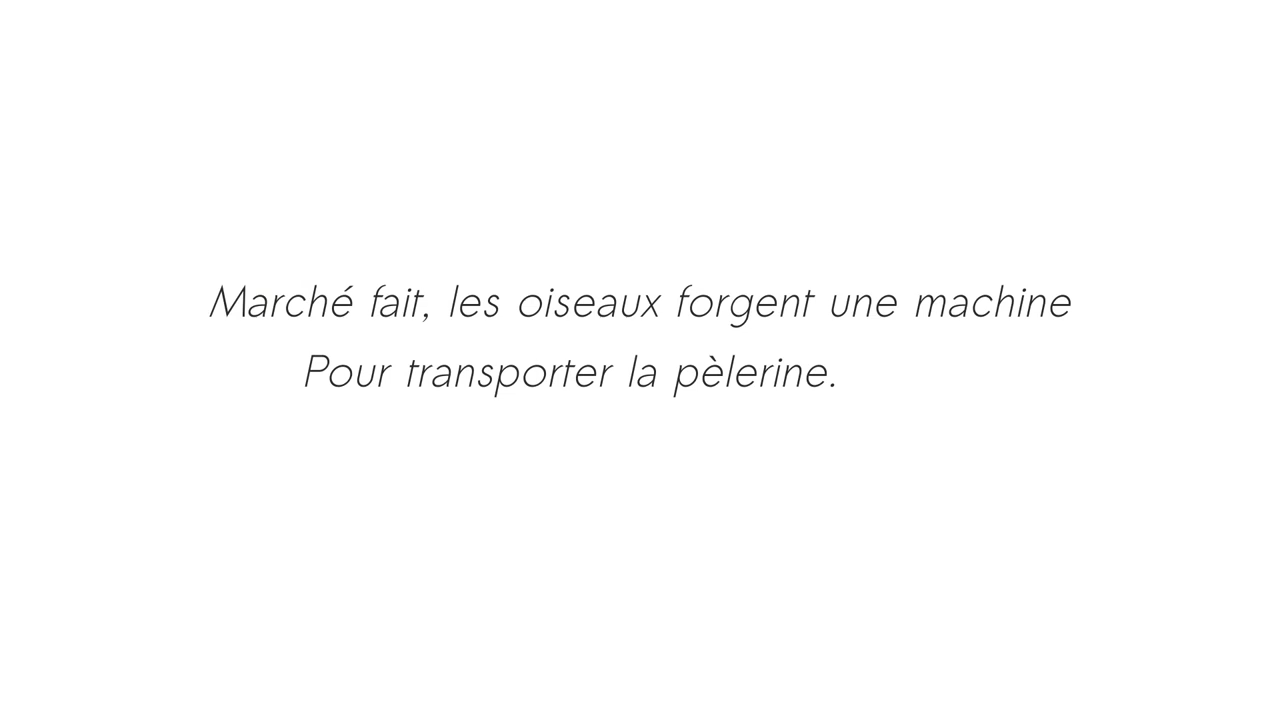 Marché fait, les oiseaux forgent une machine
Pour transporter la pèlerine.